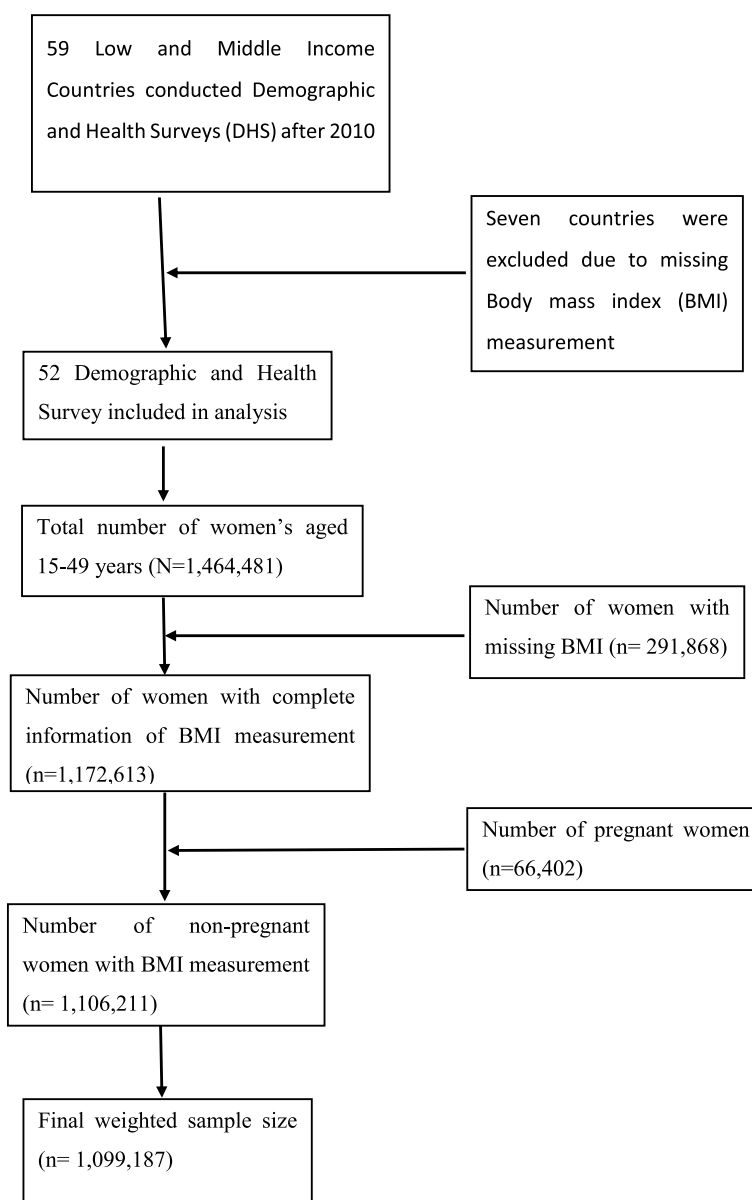 59 Low and Middle Income
Countries conducted Demographic
and Health Surveys (DHS) after 2010
Seven countries were
excluded due to missing
Body mass index (BMI)
measurement
52 Demographic and Health
Survey included in analysis
Total number of women’s aged
15-49 years (N=1,464,481)
Number of women with
missing BMI (n= 291,868)
Number of women with complete
information of BMI measurement
(n=1,172,613)
Number of pregnant women
(n=66,402)
Number of non-pregnant
women with BMI measurement
(n= 1,106,211)
Final weighted sample size
(n= 1,099,187)